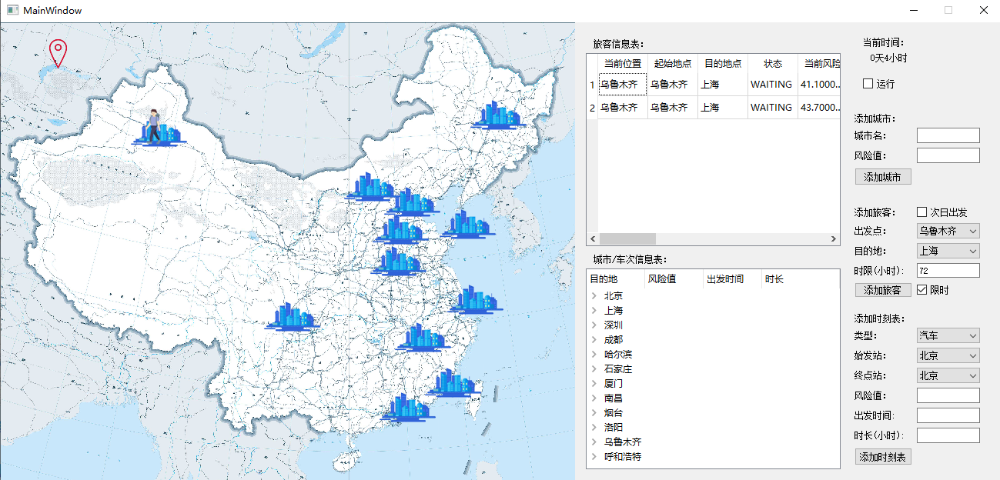 MainWindow
旅客信息表:
当前位置 起始地点 目的地点 状态 当前风险
1 乌鲁木齐 乌鲁木齐 上海 WAITING 41.1000..
2 乌鲁木齐 乌鲁木齐 上海 WAITING 43.7000..
城市/车次信息表:
目的地 风险值 出发时间 时长
北京
上海
深圳
成都
哈尔滨
石家庄
厦门
南昌
烟台
洛阳
乌鲁木齐
呼和浩特
当前时间:
0天4小时
运行
添加城市:
城市名:
风险值:
添加城市
添加旅客: 次日出发
出发点: 乌鲁木齐
目的地: 上海
时限(小时): 72
添加旅客 限时
添加时刻表:
类型: 汽车
始发站: 北京
终点站: 北京
风险值:
出发时间:
时长(小时):
添加时刻表